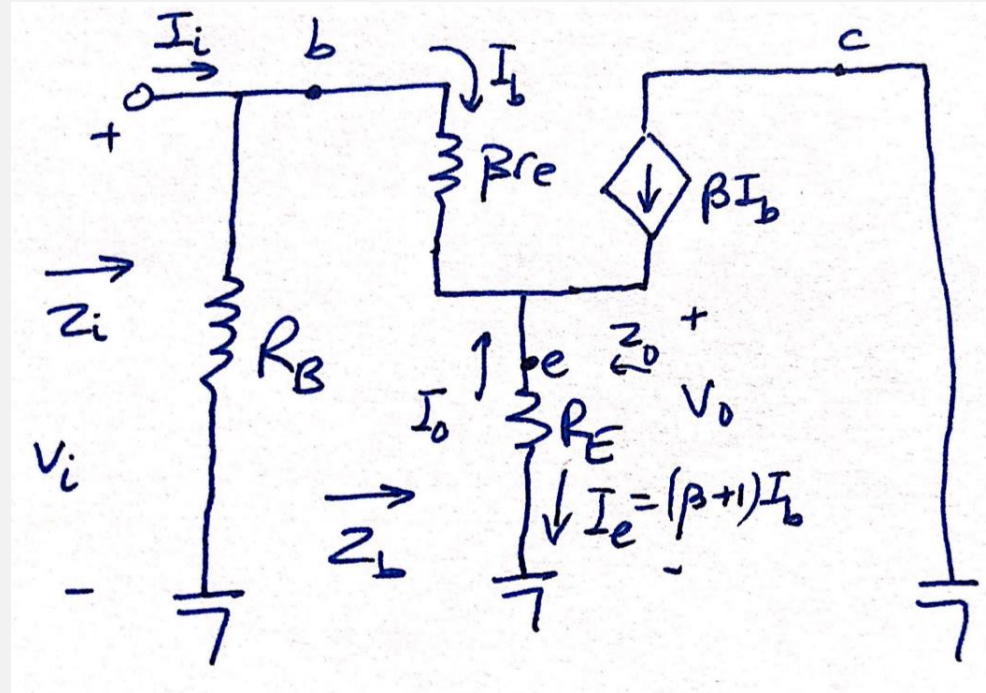 Ii
b
Ib
c
+
βre
βIb
Zi
RB
+
Zo
e
Io
Vo
RE
Vi
Zb
Ie=(β+1)Ib
-
-